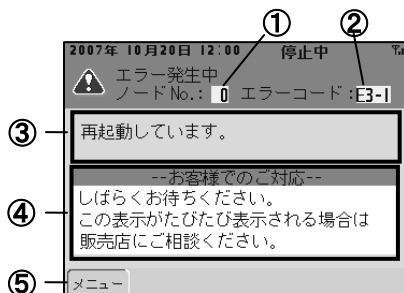 ① ②
2007年 10月20日 12:00 停止中
エラー発生中
ノードNo.: 0 エラーコード:E3-1
③ 再起動しています。
--お客様でのご対応--
④ しばらくお待ちください。
この表示がたびたび表示される場合は
販売店にご相談ください。
⑤ メニュー